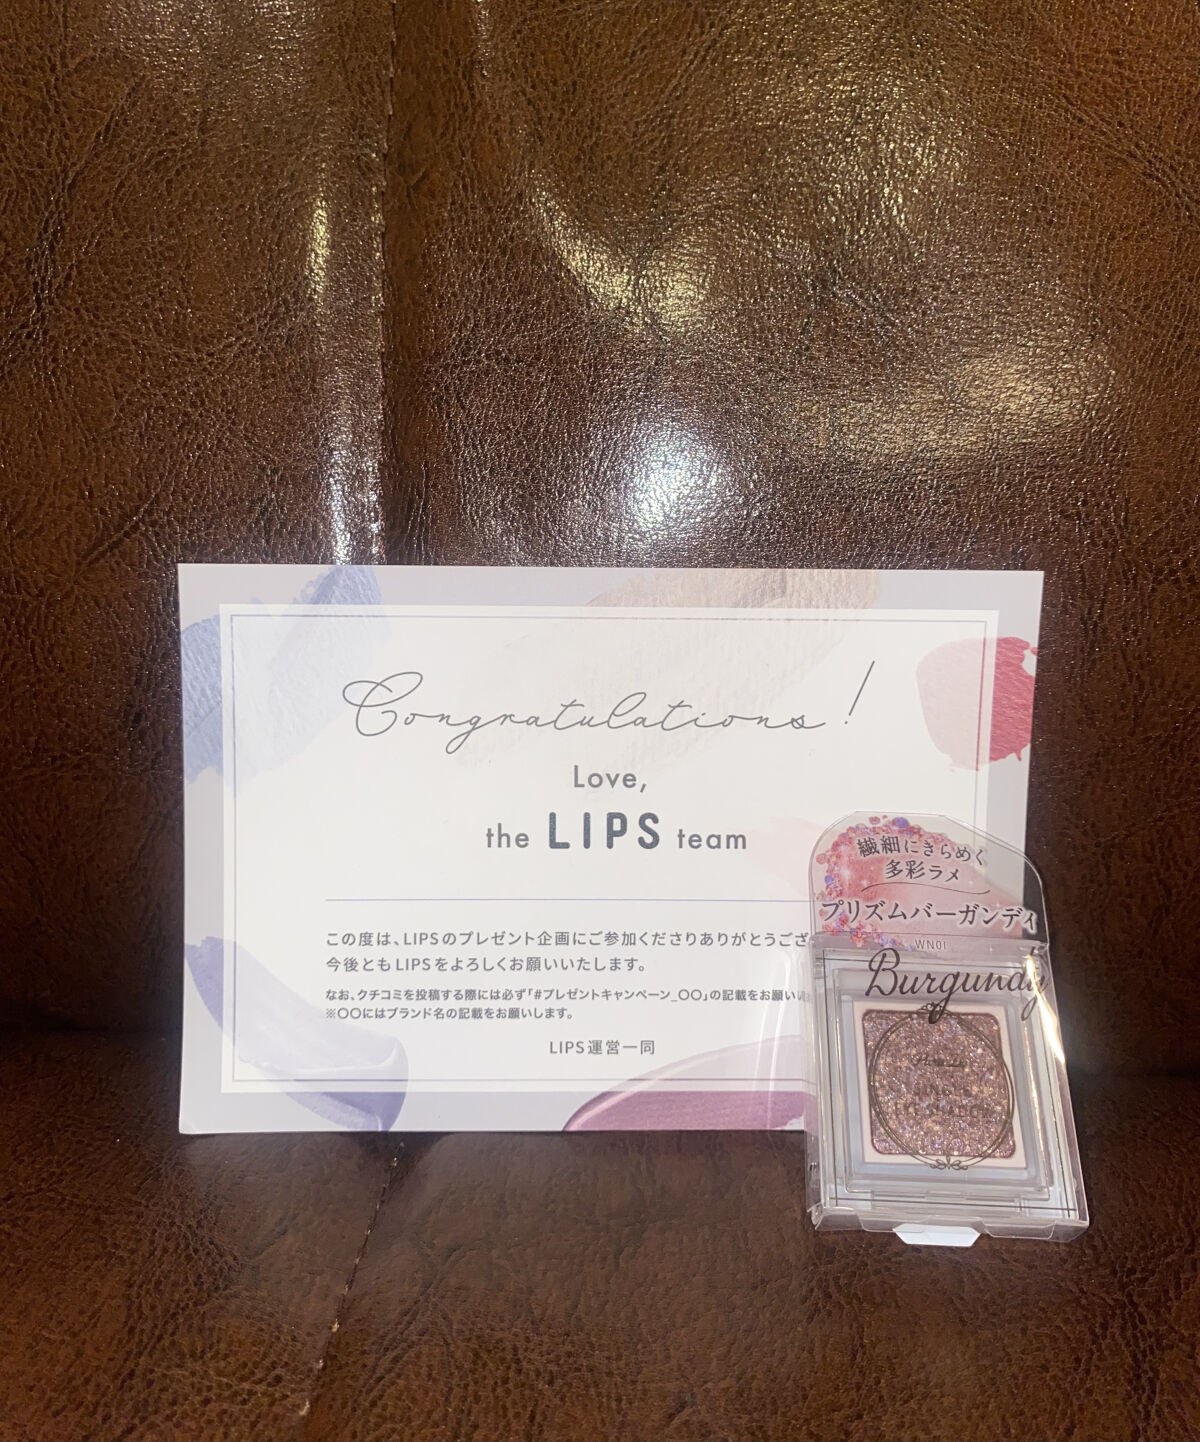 Congratulations!
Love,
the LIPS team
この度は、LIPSのプレゼント企画にご参加くださりありがとうござ
今後ともLIPSをよろしくお願いいたします。
なお、クチコミを投稿する際には必ず「#プレゼントキャンペーン_〇〇」の記載をお願い
※〇〇にはブランド名の記載をお願いします。
LIPS運営一同
繊細にきらめく
多彩ラメ
プリズムバーガンディ
WN01
Burgundy